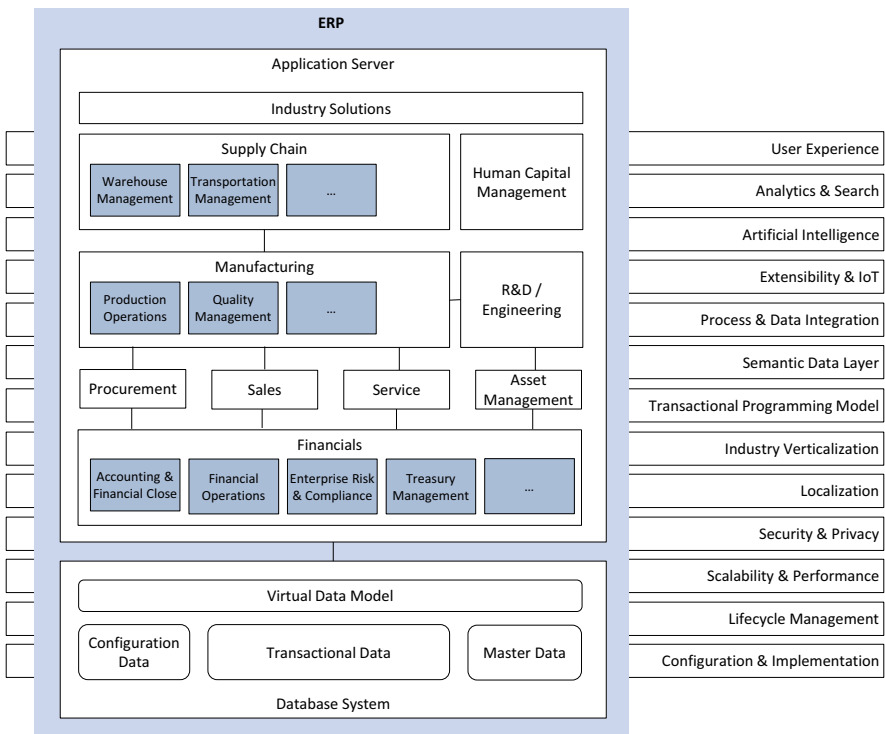 ERP
Application Server
Industry Solutions
Supply Chain
Warehouse
Management
Transportation
Management
...
Human Capital
Management
Manufacturing
Production
Operations
Quality
Management
...
R&D /
Engineering
Procurement
Sales
Service
Asset
Management
Financials
Accounting &
Financial Close
Financial
Operations
Enterprise Risk
& Compliance
Treasury
Management
...
Virtual Data Model
Configuration
Data
Transactional Data
Master Data
Database System
User Experience
Analytics & Search
Artificial Intelligence
Extensibility & IoT
Process & Data Integration
Semantic Data Layer
Transactional Programming Model
Industry Verticalization
Localization
Security & Privacy
Scalability & Performance
Lifecycle Management
Configuration & Implementation